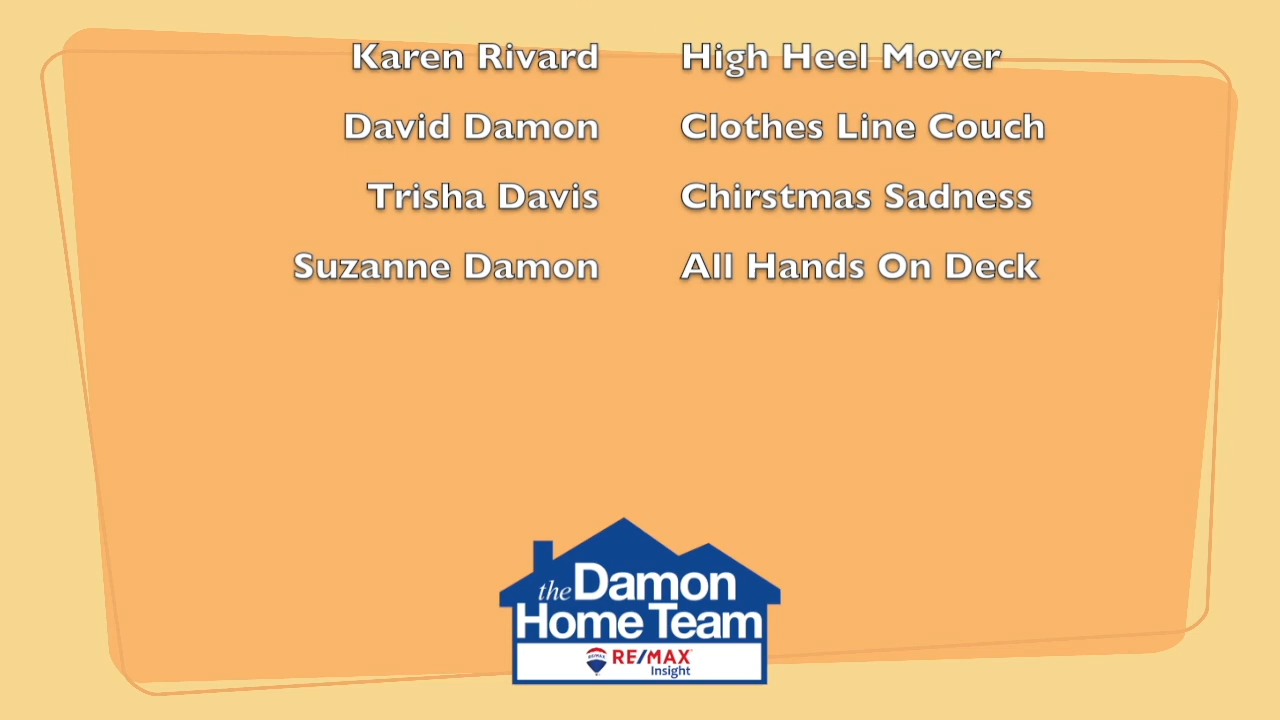 Karen Rivard High Heel Mover
David Damon Clothes Line Couch
Trisha Davis Chirstmas Sadness
Suzanne Damon All Hands On Deck
the Damon
Home Team
RE/MAX RE/MAX
Insight